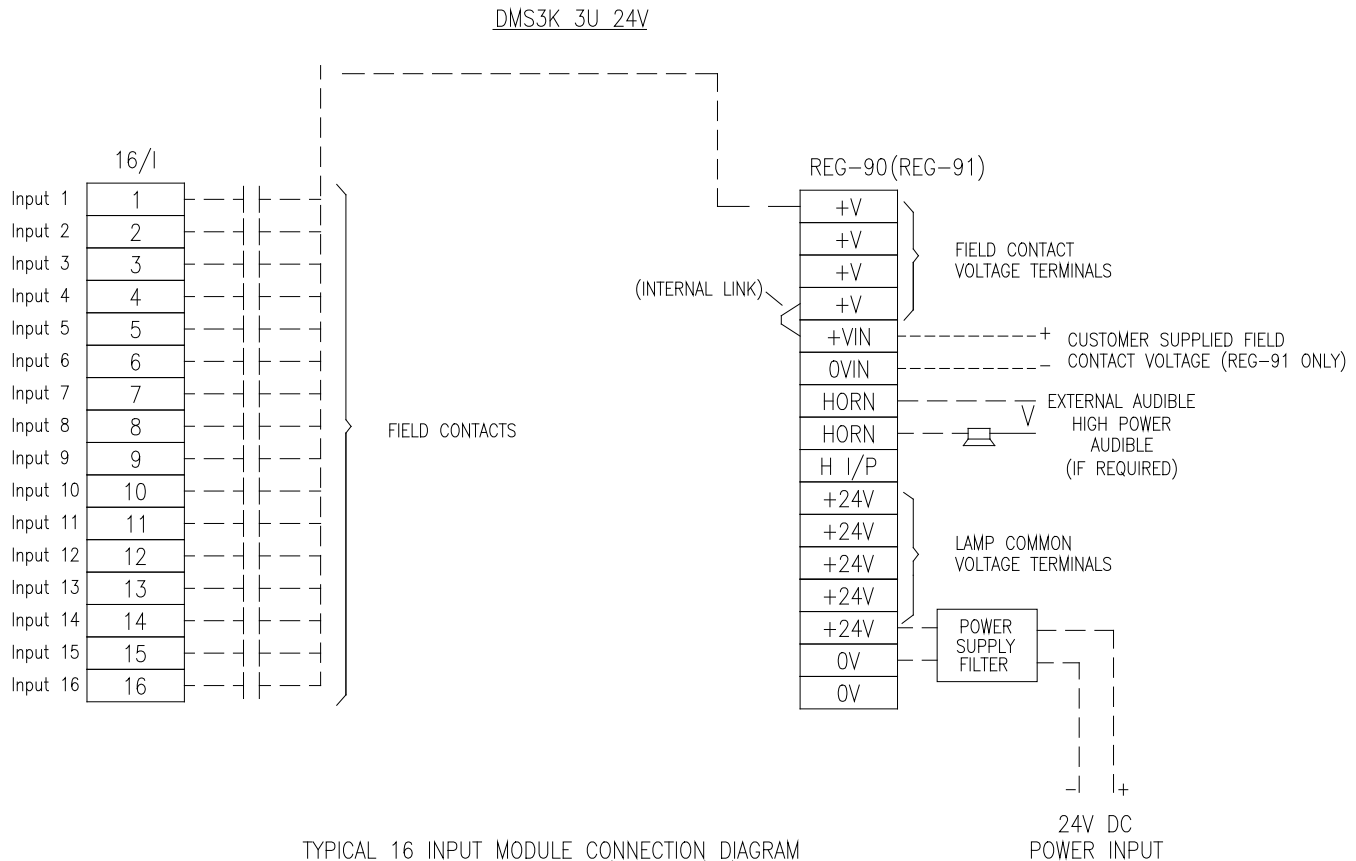 DMS3K 3U 24V
16/I
Input 1 1
Input 2 2
Input 3 3
Input 4 4
Input 5 5
Input 6 6
Input 7 7
Input 8 8
Input 9 9
Input 10 10
Input 11 11
Input 12 12
Input 13 13
Input 14 14
Input 15 15
Input 16 16
FIELD CONTACTS
REG-90(REG-91)
+V
+V
+V
+V
+VIN
0VIN
HORN
HORN
H I/P
+24V
+24V
+24V
+24V
+24V
0V
0V
(INTERNAL LINK)
FIELD CONTACT
VOLTAGE TERMINALS
+ CUSTOMER SUPPLIED FIELD
- CONTACT VOLTAGE (REG-91 ONLY)
EXTERNAL AUDIBLE
V HIGH POWER
AUDIBLE
(IF REQUIRED)
LAMP COMMON
VOLTAGE TERMINALS
POWER
SUPPLY
FILTER
- +
24V DC
POWER INPUT
TYPICAL 16 INPUT MODULE CONNECTION DIAGRAM